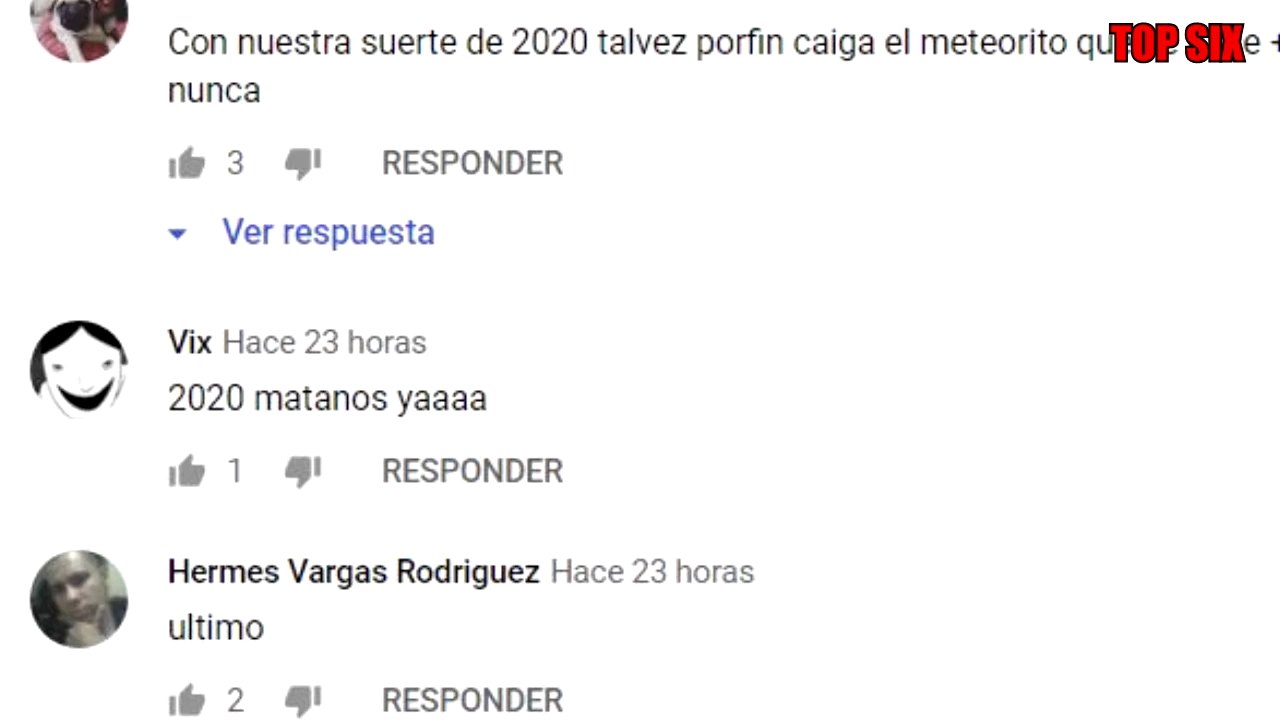 Con nuestra suerte de 2020 talvez porfin caiga el meteorito
TOP SIX
nunca
3 RESPONDER
Ver respuesta
Vix Hace 23 horas
2020 matanos yaaaa
1 RESPONDER
Hermes Vargas Rodriguez Hace 23 horas
ultimo
2 RESPONDER